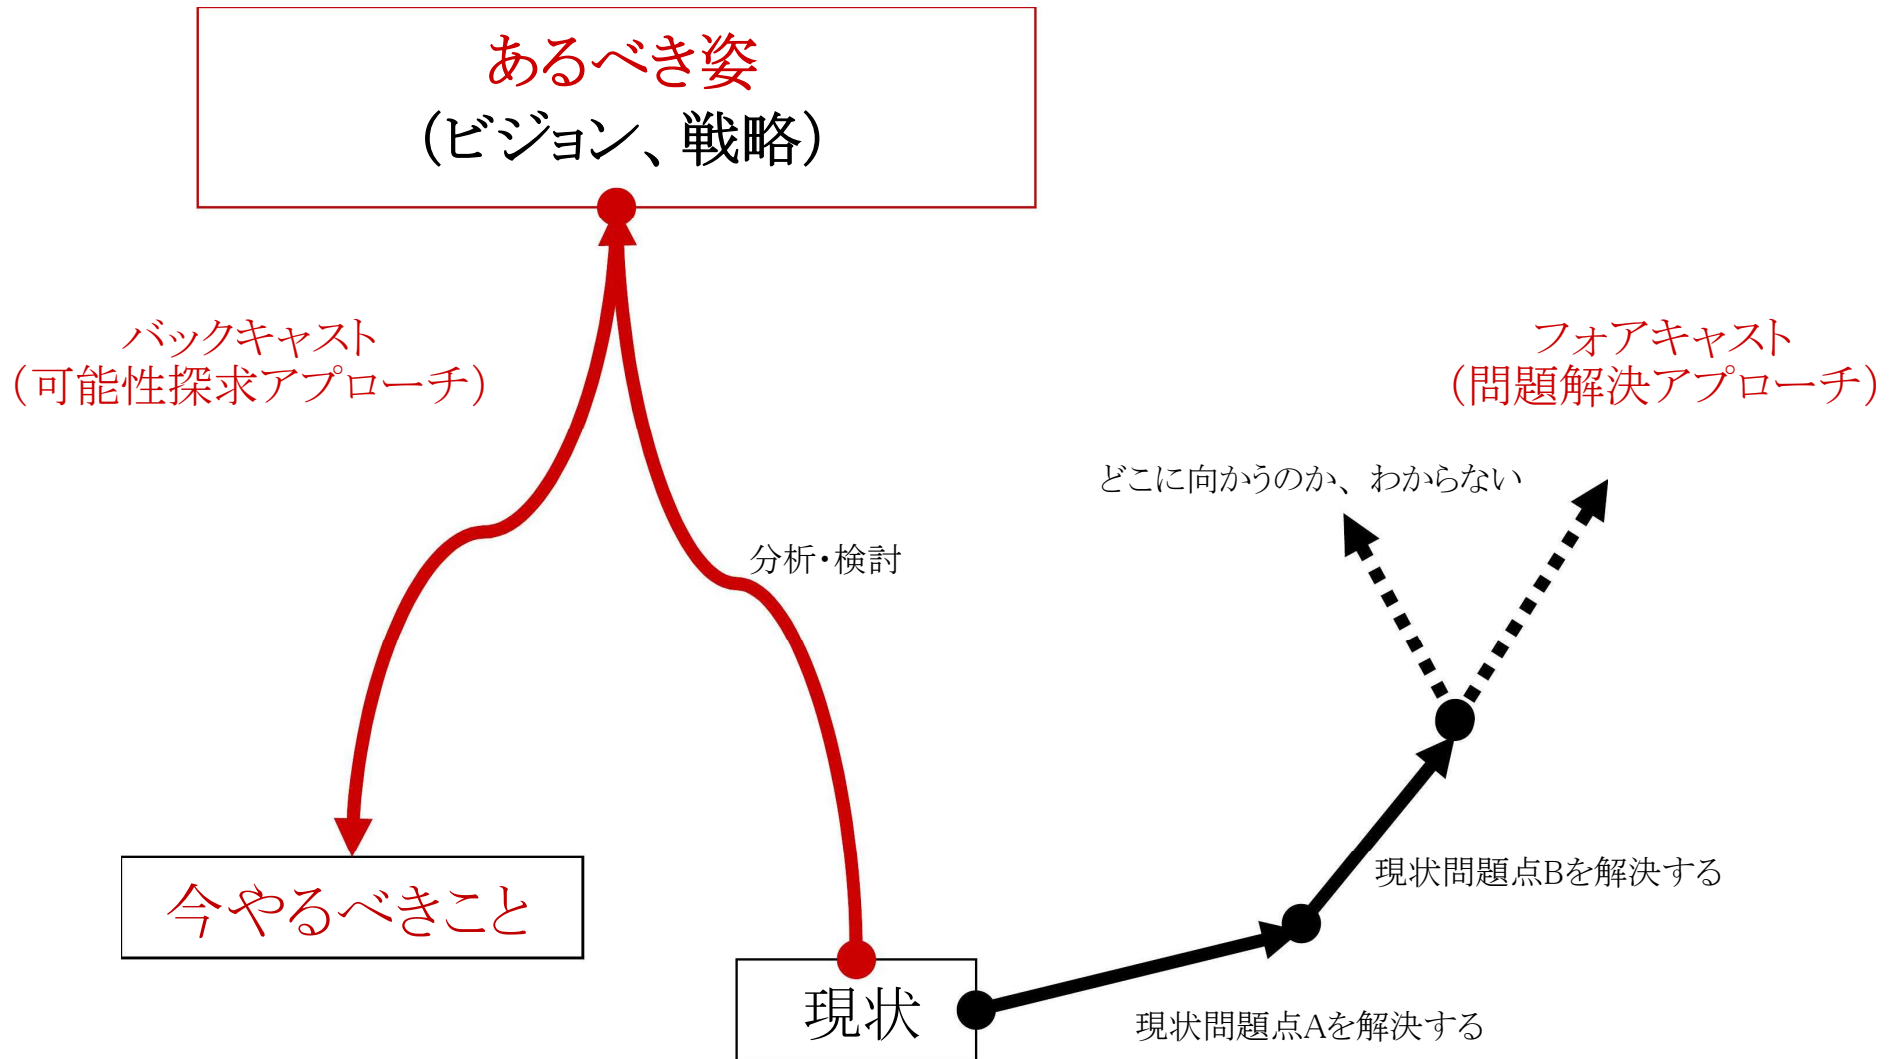 あるべき姿
(ビジョン、戦略)
バックキャスト
(可能性探求アプローチ)
フォアキャスト
(問題解決アプローチ)
どこに向かうのか、わからない
分析・検討
現状問題点Bを解決する
今やるべきこと
現状
現状問題点Aを解決する